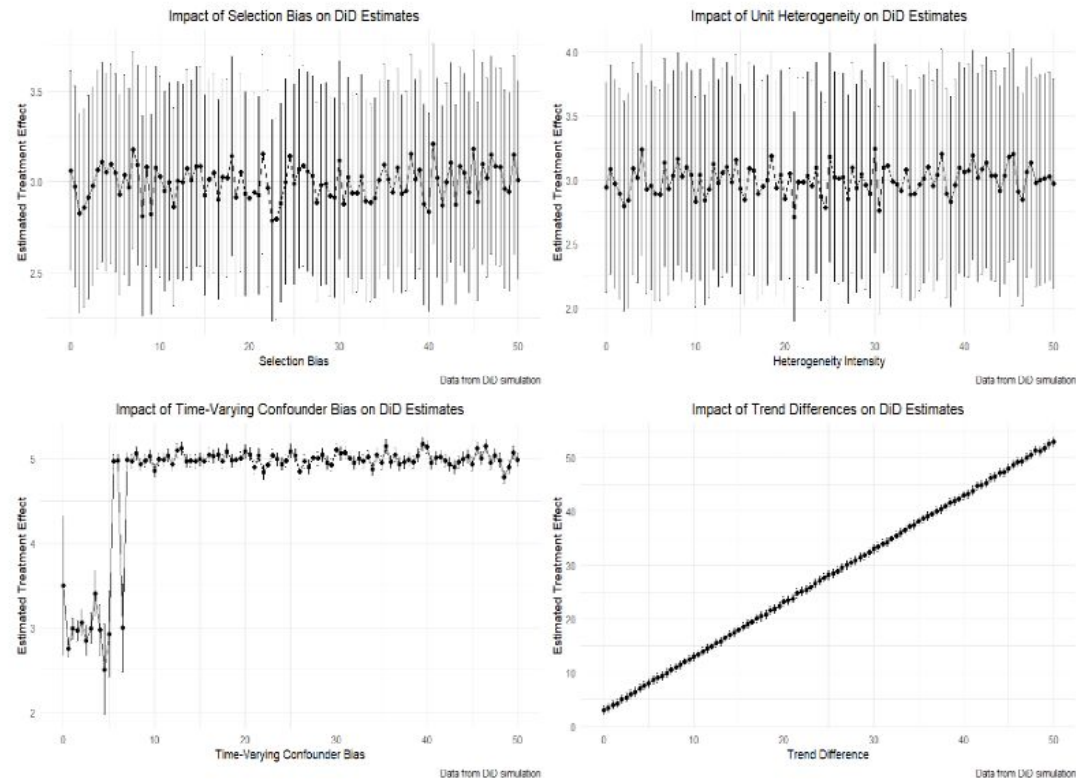 Impact of Selection Bias on DiD Estimates
Estimated Treatment Effect
3.5
3.0
2.5
0 10 20 30 40 50
Selection Bias
Data from DiD simulation
Impact of Unit Heterogeneity on DiD Estimates
Estimated Treatment Effect
4.0
3.5
3.0
2.5
2.0
0 10 20 30 40 50
Heterogeneity Intensity
Data from DiD simulation
Impact of Time-Varying Confounder Bias on DiD Estimates
Estimated Treatment Effect
5
4
3
2
0 10 20 30 40 50
Time-Varying Confounder Bias
Data from DiD simulation
Impact of Trend Differences on DiD Estimates
Estimated Treatment Effect
50
40
30
20
10
0
0 10 20 30 40 50
Trend Difference
Data from DiD simulation